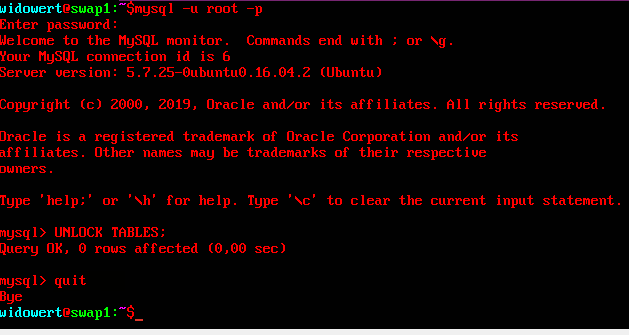 widowert@swap1:~$mysql -u root -p
Enter password:
Welcome to the MySQL monitor.  Commands end with ; or \g.
Your MySQL connection id is 6
Server version: 5.7.25-0ubuntu0.16.04.2 (Ubuntu)
Copyright (c) 2000, 2019, Oracle and/or its affiliates. All rights reserved.
Oracle is a registered trademark of Oracle Corporation and/or its
affiliates. Other names may be trademarks of their respective
owners.
Type 'help;' or '\h' for help. Type '\c' to clear the current input statement.
mysql> UNLOCK TABLES;
Query OK, 0 rows affected (0,00 sec)
mysql> quit
Bye
widowert@swap1:~$_